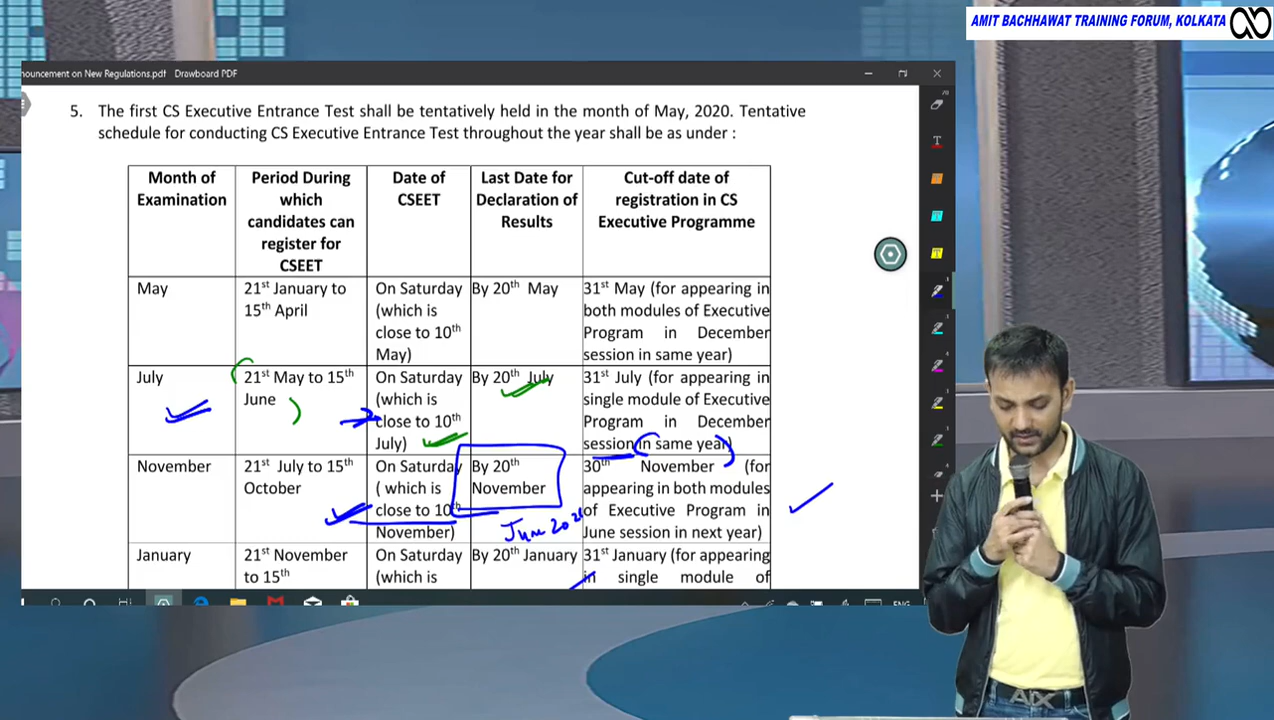 AMIT BACHHAWAT TRAINING FORUM, KOLKATA
nouncement on New Regulations.pdf Drawboard PDF
5. The first CS Executive Entrance Test shall be tentatively held in the month of May, 2020. Tentative
schedule for conducting CS Executive Entrance Test throughout the year shall be as under :
Month of
Examination
Period During
which
candidates can
register for
CSEET
Date of
CSEET
Last Date for
Declaration of
Results
Cut-off date of
registration in CS
Executive Programme
May
21st January to
15th April
On Saturday
(which is
close to 10th
May)
By 20th May
31st May (for appearing in
both modules of Executive
Program in December
session in same year)
July
21st May to 15th
June
On Saturday
(which is
close to 10th
July)
By 20th July
31st July (for appearing in
single module of Executive
Program in December
session in same year)
November
21st July to 15th
October
On Saturday
( which is
close to 10th
November)
By 20th
November
June 2021
30th November (for
appearing in both modules
of Executive Program in
June session in next year)
January
21st November
to 15th
On Saturday
(which is
By 20th January
31st January (for appearing
in single module of
T
T
T
AIX